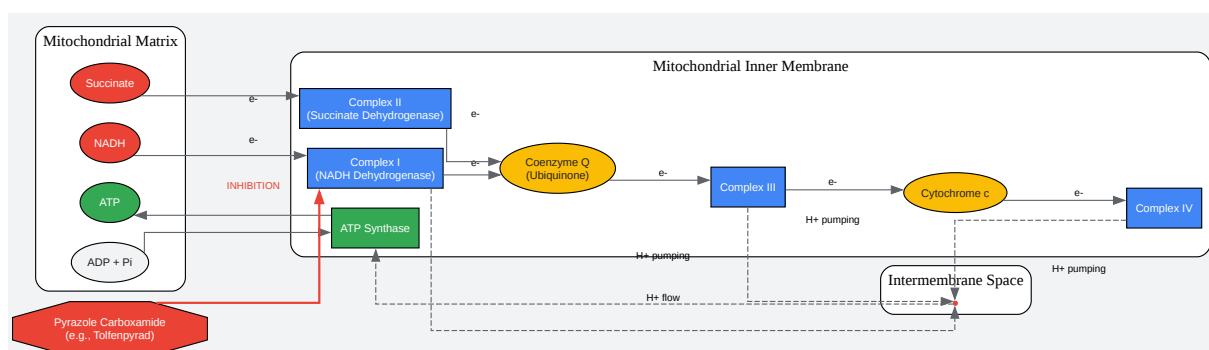 Mitochondrial Matrix
Succinate
NADH
ATP
ADP + Pi
Pyrazole Carboxamide
(e.g., Tolfenpyrad)
INHIBITION
e-
e-
Mitochondrial Inner Membrane
Complex II
(Succinate Dehydrogenase)
Complex I
(NADH Dehydrogenase)
ATP Synthase
e-
e-
Coenzyme Q
(Ubiquinone)
e-
Complex III
e-
Cytochrome c
e-
Complex IV
H+ pumping
H+ pumping
H+ pumping
H+ flow
Intermembrane Space